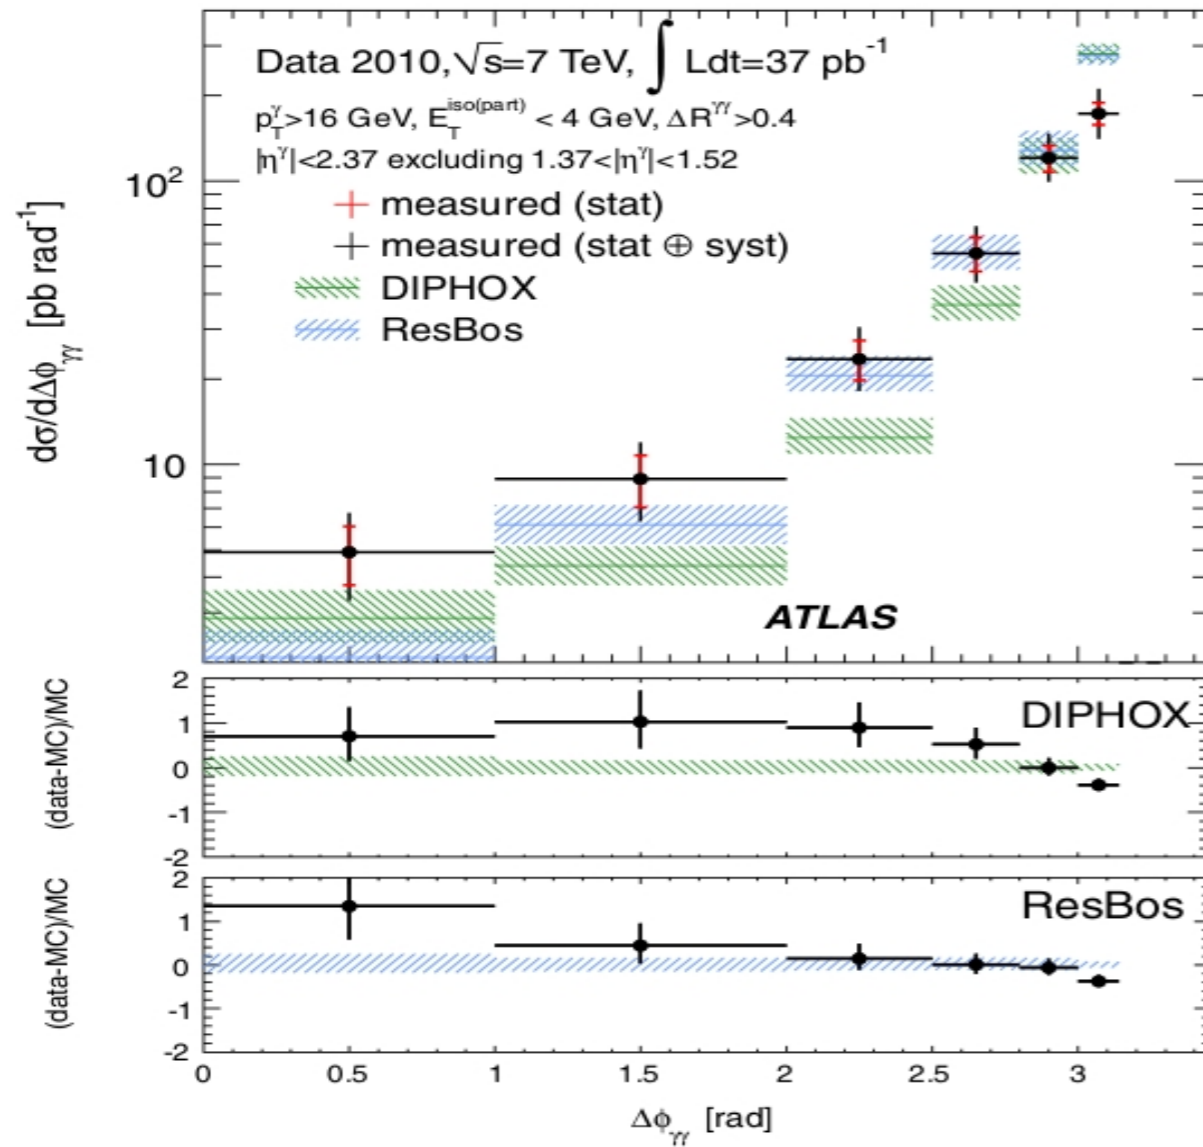 Data 2010, √s=7 TeV, ∫ Ldt=37 pb⁻¹
p_T^γ>16 GeV, E_T^iso(part) < 4 GeV, ΔR^γγ>0.4
|η^γ|<2.37 excluding 1.37<|η^γ|<1.52
measured (stat)
measured (stat ⊕ syst)
DIPHOX
ResBos
dσ/dΔϕ_γγ [pb rad⁻¹]
10²
10
ATLAS
(data-MC)/MC
2
1
0
-1
-2
DIPHOX
(data-MC)/MC
2
1
0
-1
-2
ResBos
0 0.5 1 1.5 2 2.5 3
Δϕ_γγ [rad]